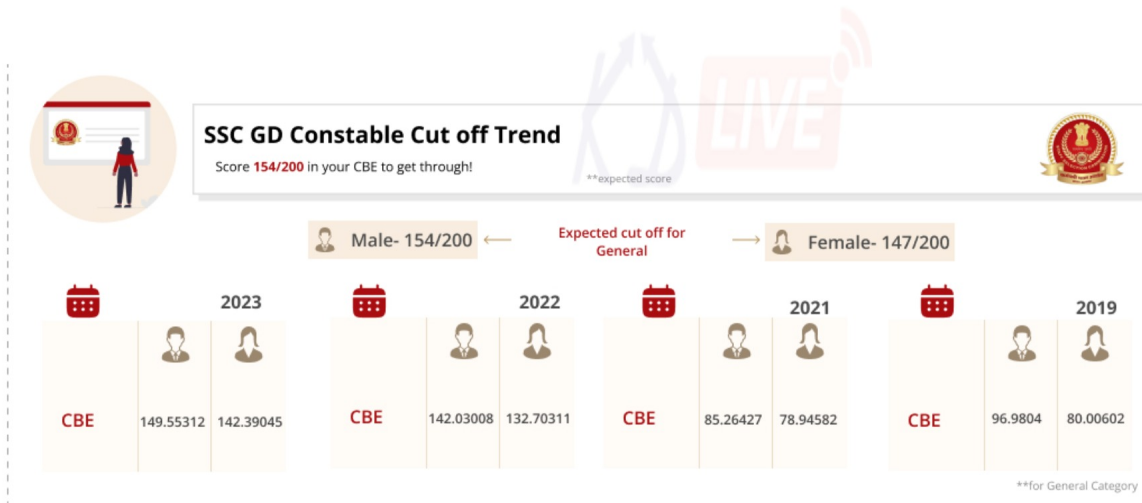 LIVE
SSC GD Constable Cut off Trend
Score 154/200 in your CBE to get through!
**expected score
Male- 154/200
Expected cut off for
General
Female- 147/200
2023
2022
2021
2019
CBE
149.55312 142.39045
CBE
142.03008 132.70311
CBE
85.26427 78.94582
CBE
96.9804 80.00602
**for General Category